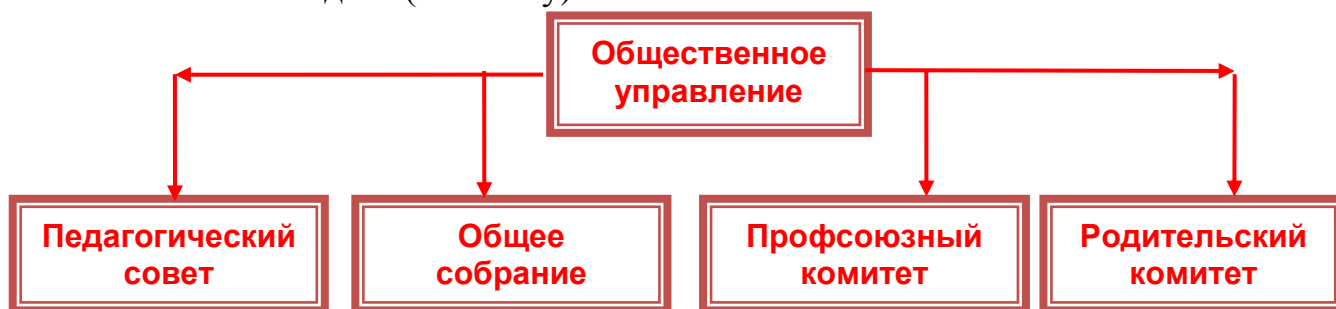 Общественное
управление
Педагогический
совет
Общее
собрание
Профсоюзный
комитет
Родительский
комитет